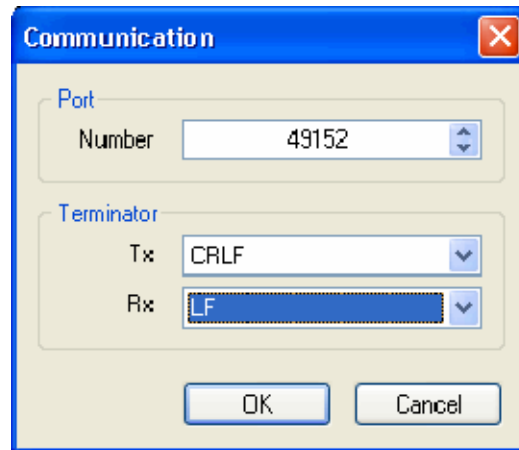 Communication
Port
Number 49152
Terminator
Tx CRLF
Rx LF
OK Cancel